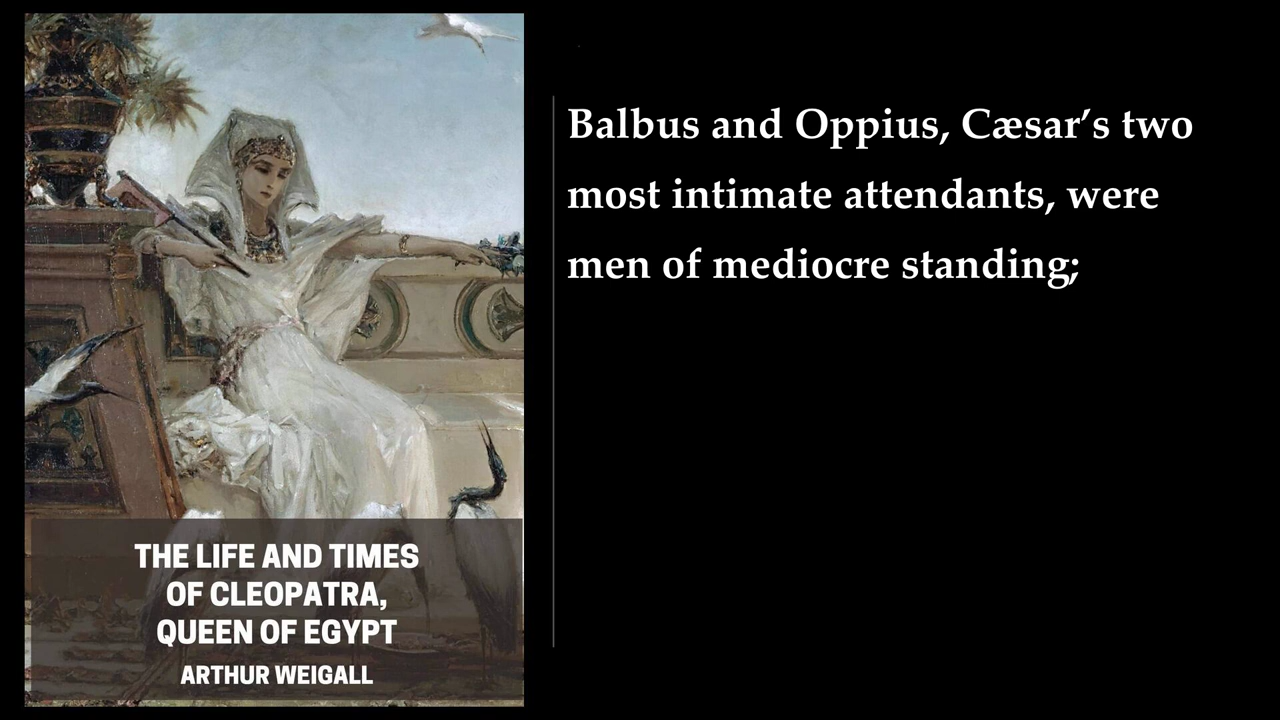 Balbus and Oppius, Cæsar’s two
most intimate attendants, were
men of mediocre standing;
THE LIFE AND TIMES
OF CLEOPATRA,
QUEEN OF EGYPT
ARTHUR WEIGALL